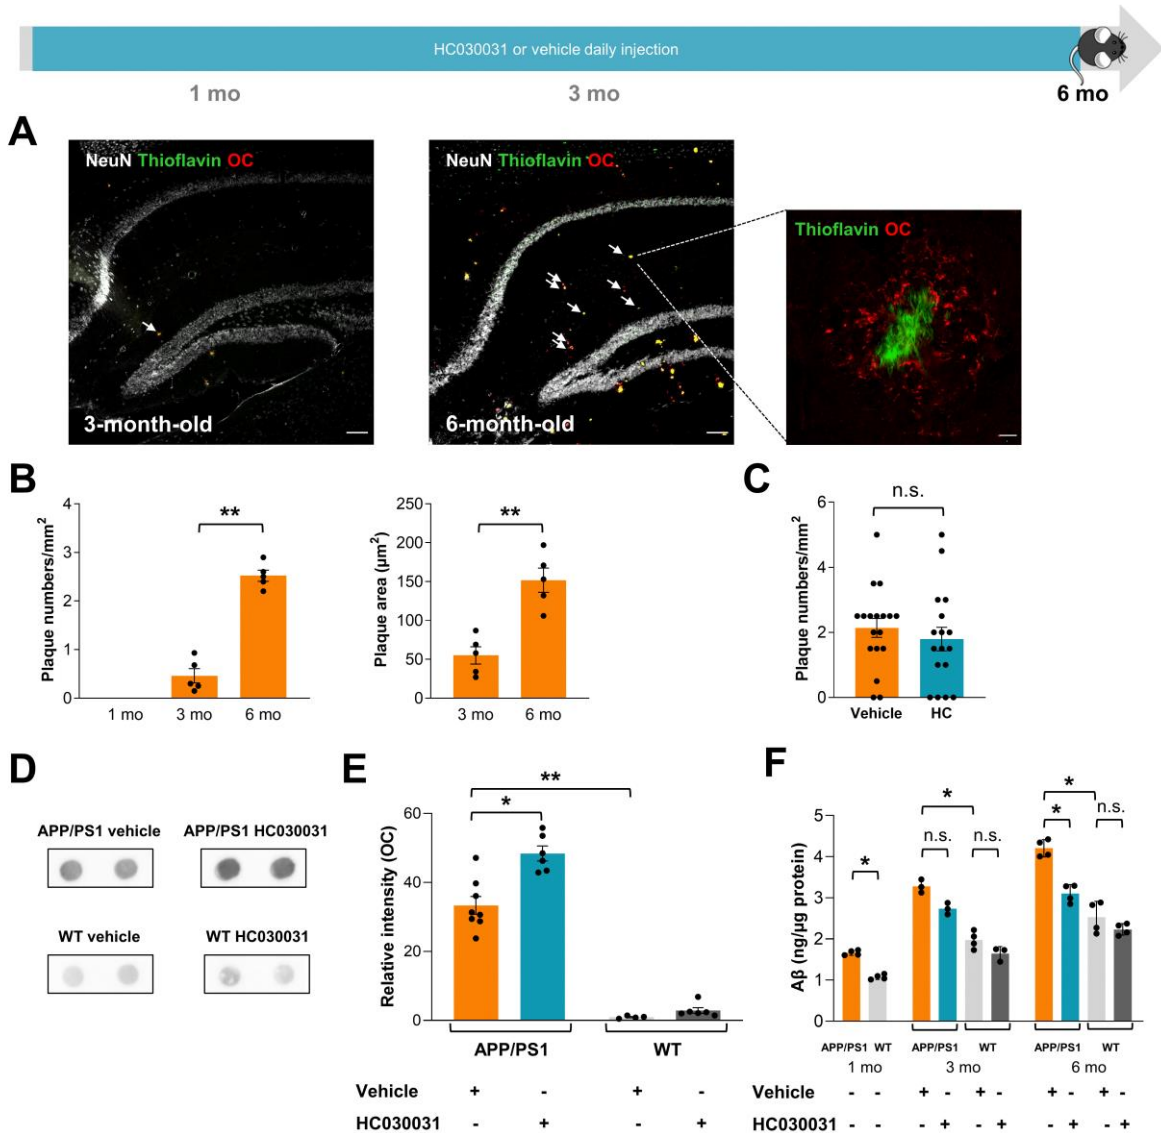 HC030031 or vehicle daily injection
1 mo 3 mo 6 mo
A
NeuN Thioflavin OC
3-month-old
NeuN Thioflavin OC
6-month-old
Thioflavin OC
B
Plaque numbers/mm²
4
3
2
1
0
**
1 mo 3 mo 6 mo
Plaque area (µm²)
250
200
150
100
50
0
**
3 mo 6 mo
C
Plaque numbers/mm²
6
4
2
0
n.s.
Vehicle HC
D
APP/PS1 vehicle APP/PS1 HC030031
WT vehicle WT HC030031
E
Relative intensity (OC)
60
40
20
0
**
*
APP/PS1 WT
Vehicle + - + -
HC030031 - + - +
F
Aβ (ng/µg protein)
5
4
3
2
1
0
*
*
n.s. n.s.
*
* n.s.
APP/PS1 WT APP/PS1 WT APP/PS1 WT
1 mo 3 mo 6 mo
Vehicle - - + - + - + - + -
HC030031 - - - + - + - + - +